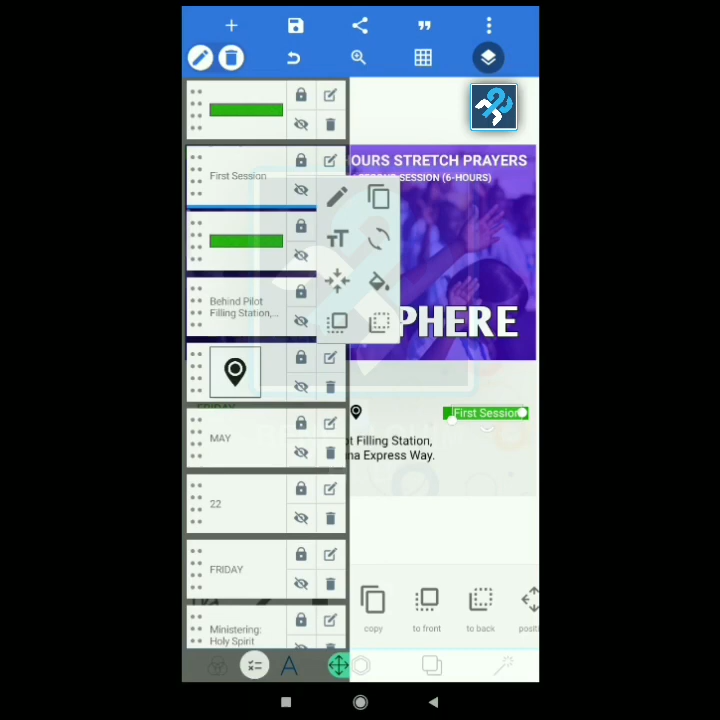 First Session
OURS STRETCH PRAYERS
SESSION (6-HOURS)
PHERE
Behind Pilot
Filling Station,...
First Session
ot Filling Station,
na Express Way.
MAY
22
FRIDAY
Ministering:
Holy Spirit
copy
to front
to back
positi